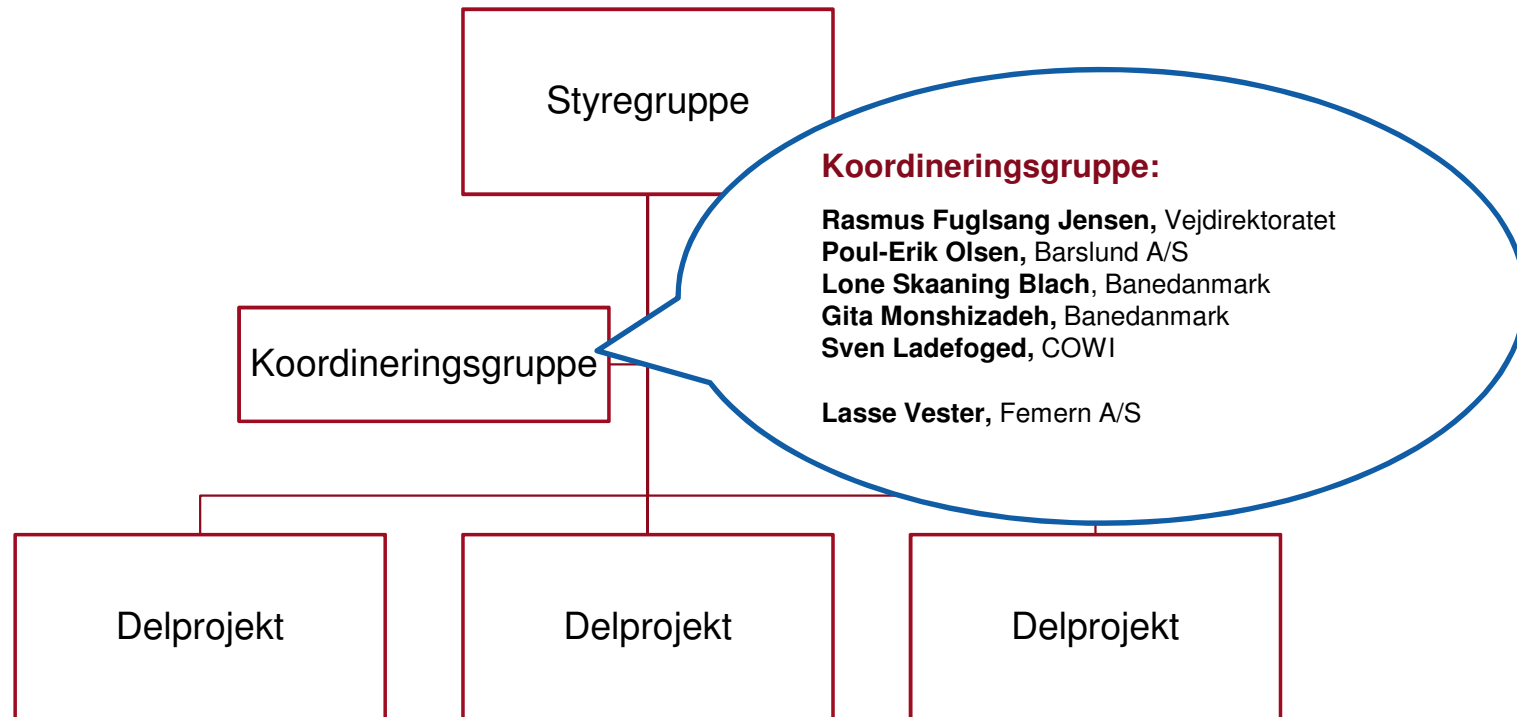 Styregruppe
Koordineringsgruppe:
Rasmus Fuglsang Jensen, Vejdirektoratet
Poul-Erik Olsen, Barslund A/S
Lone Skaaning Blach, Banedanmark
Gita Monshizadeh, Banedanmark
Sven Ladefoged, COWI
Lasse Vester, Femern A/S
Koordineringsgruppe
Delprojekt
Delprojekt
Delprojekt